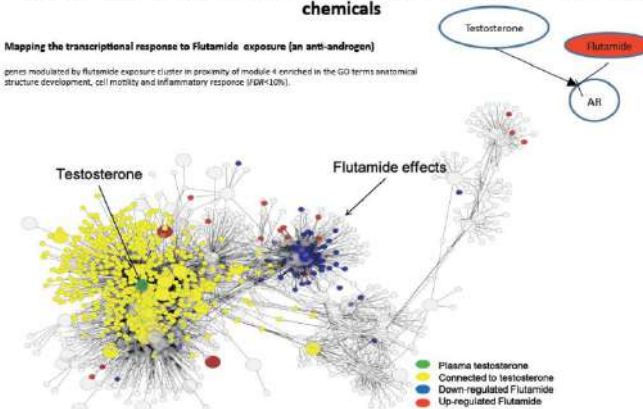 chemicals
Mapping the transcriptional response to Flutamide exposure (an anti-androgen)
genes modulated by flutamide exposure cluster in proximity of module 4 enriched in the GO terms anatomical
structure development, cell motility and inflammatory response (FDR<10%).
Testosterone
Flutamide
AR
Testosterone
Flutamide effects
Plasma testosterone
Connected to testosterone
Down-regulated Flutamide
Up-regulated Flutamide